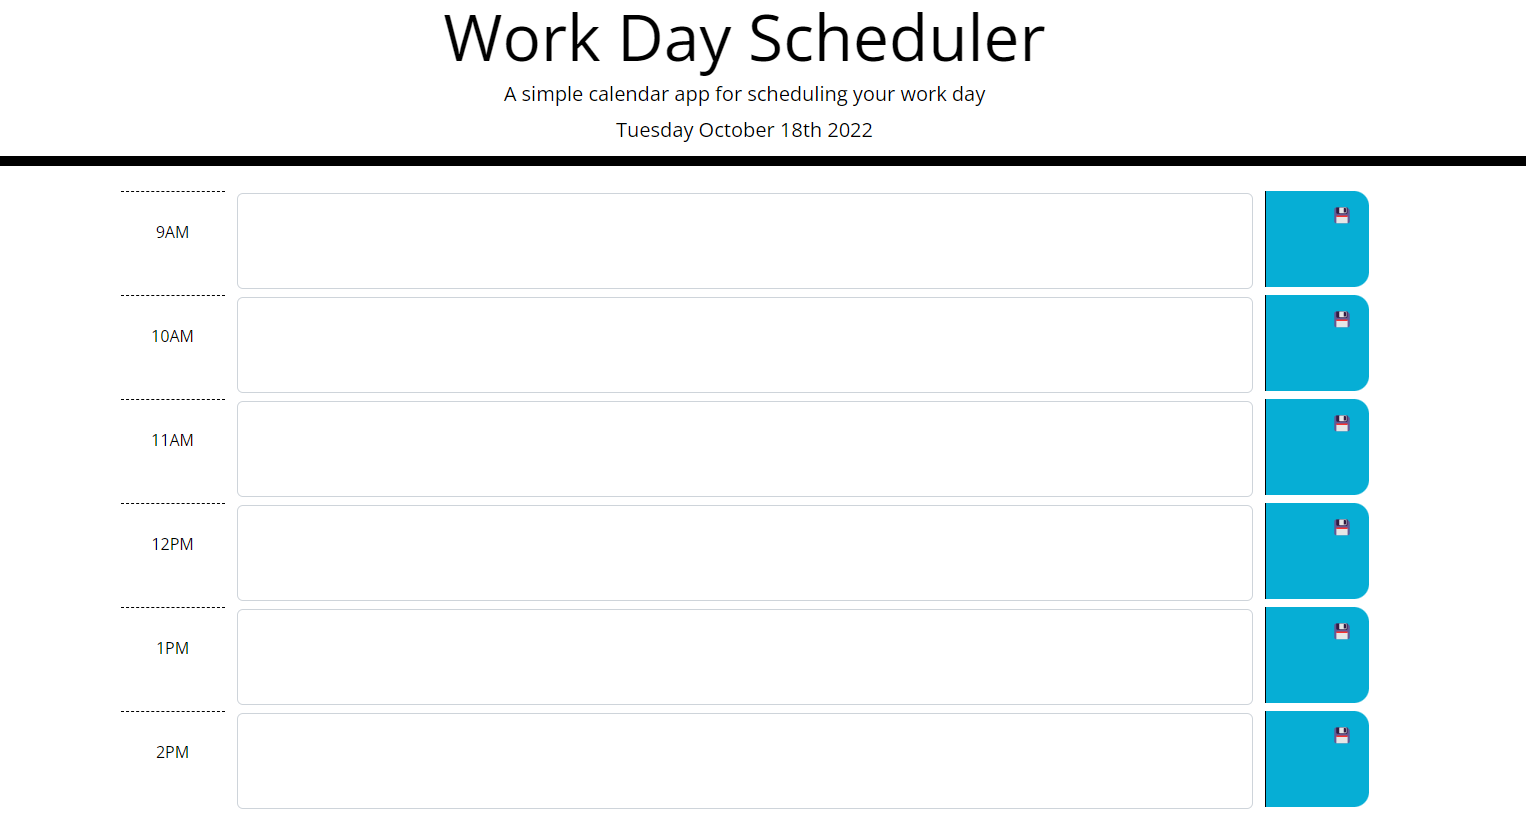 Work Day Scheduler
A simple calendar app for scheduling your work day
Tuesday October 18th 2022
9AM
10AM
11AM
12PM
1PM
2PM